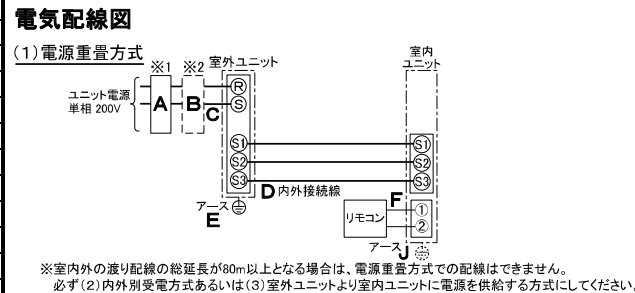 電気配線図
(1)電源重畳方式
※1 ※2 室外ユニット
室内
ユニット
ユニット電源
単相 200V
A B C
R
S
S1 S1
S2 S2
S3 S3
D 内外接続線
アース
E
F
リモコン
①
②
アース J
※室内外の渡り配線の総延長が80m以上となる場合は、電源重畳方式での配線はできません。
必ず(2)内外別受電方式あるいは(3)室外ユニットより室内ユニットに電源を供給する方式にしてください。